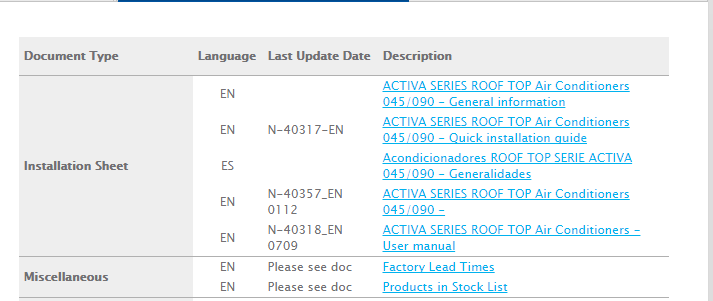 Document Type Language Last Update Date Description
EN ACTIVA SERIES ROOF TOP Air Conditioners
045/090 - General information
EN N-40317-EN ACTIVA SERIES ROOF TOP Air Conditioners
045/090 - Quick installation guide
Installation Sheet ES Acondicionadores ROOF TOP SERIE ACTIVA
045/090 - Generalidades
EN N-40357_EN ACTIVA SERIES ROOF TOP Air Conditioners
0112 045/090 -
EN N-40318_EN ACTIVA SERIES ROOF TOP Air Conditioners -
0709 User manual
Miscellaneous EN Please see doc Factory Lead Times
EN Please see doc Products in Stock List